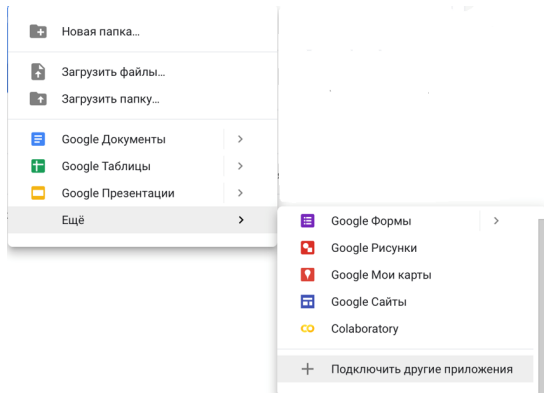 Новая папка...
Загрузить файлы...
Загрузить папку...
Google Документы
Google Таблицы
Google Презентации
Ещё
Google Формы
Google Рисунки
Google Мои карты
Google Сайты
Colaboratory
Подключить другие приложения